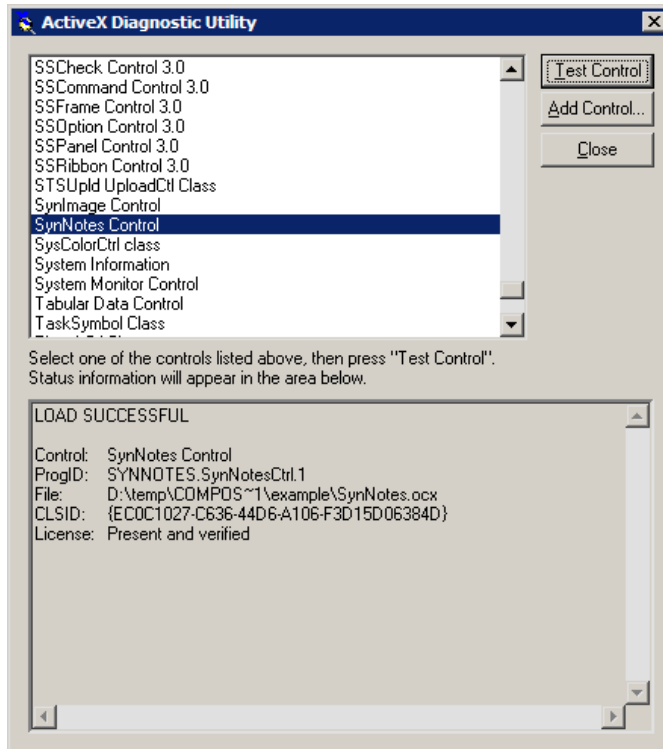 ActiveX Diagnostic Utility
SSCheck Control 3.0
SSCommand Control 3.0
SSFrame Control 3.0
SSOption Control 3.0
SSPanel Control 3.0
SSRibbon Control 3.0
STSUpld UploadCtl Class
SynImage Control
SynNotes Control
SysColorCtrl class
System Information
System Monitor Control
Tabular Data Control
TaskSymbol Class
Test Control
Add Control...
Close
Select one of the controls listed above, then press "Test Control".
Status information will appear in the area below.
LOAD SUCCESSFUL
Control: SynNotes Control
ProgID: SYNNOTES.SynNotesCtrl.1
File: D:\temp\COMPOS~1\example\SynNotes.ocx
CLSID: {EC0C1027-C636-44D6-A106-F3D15D06384D}
License: Present and verified